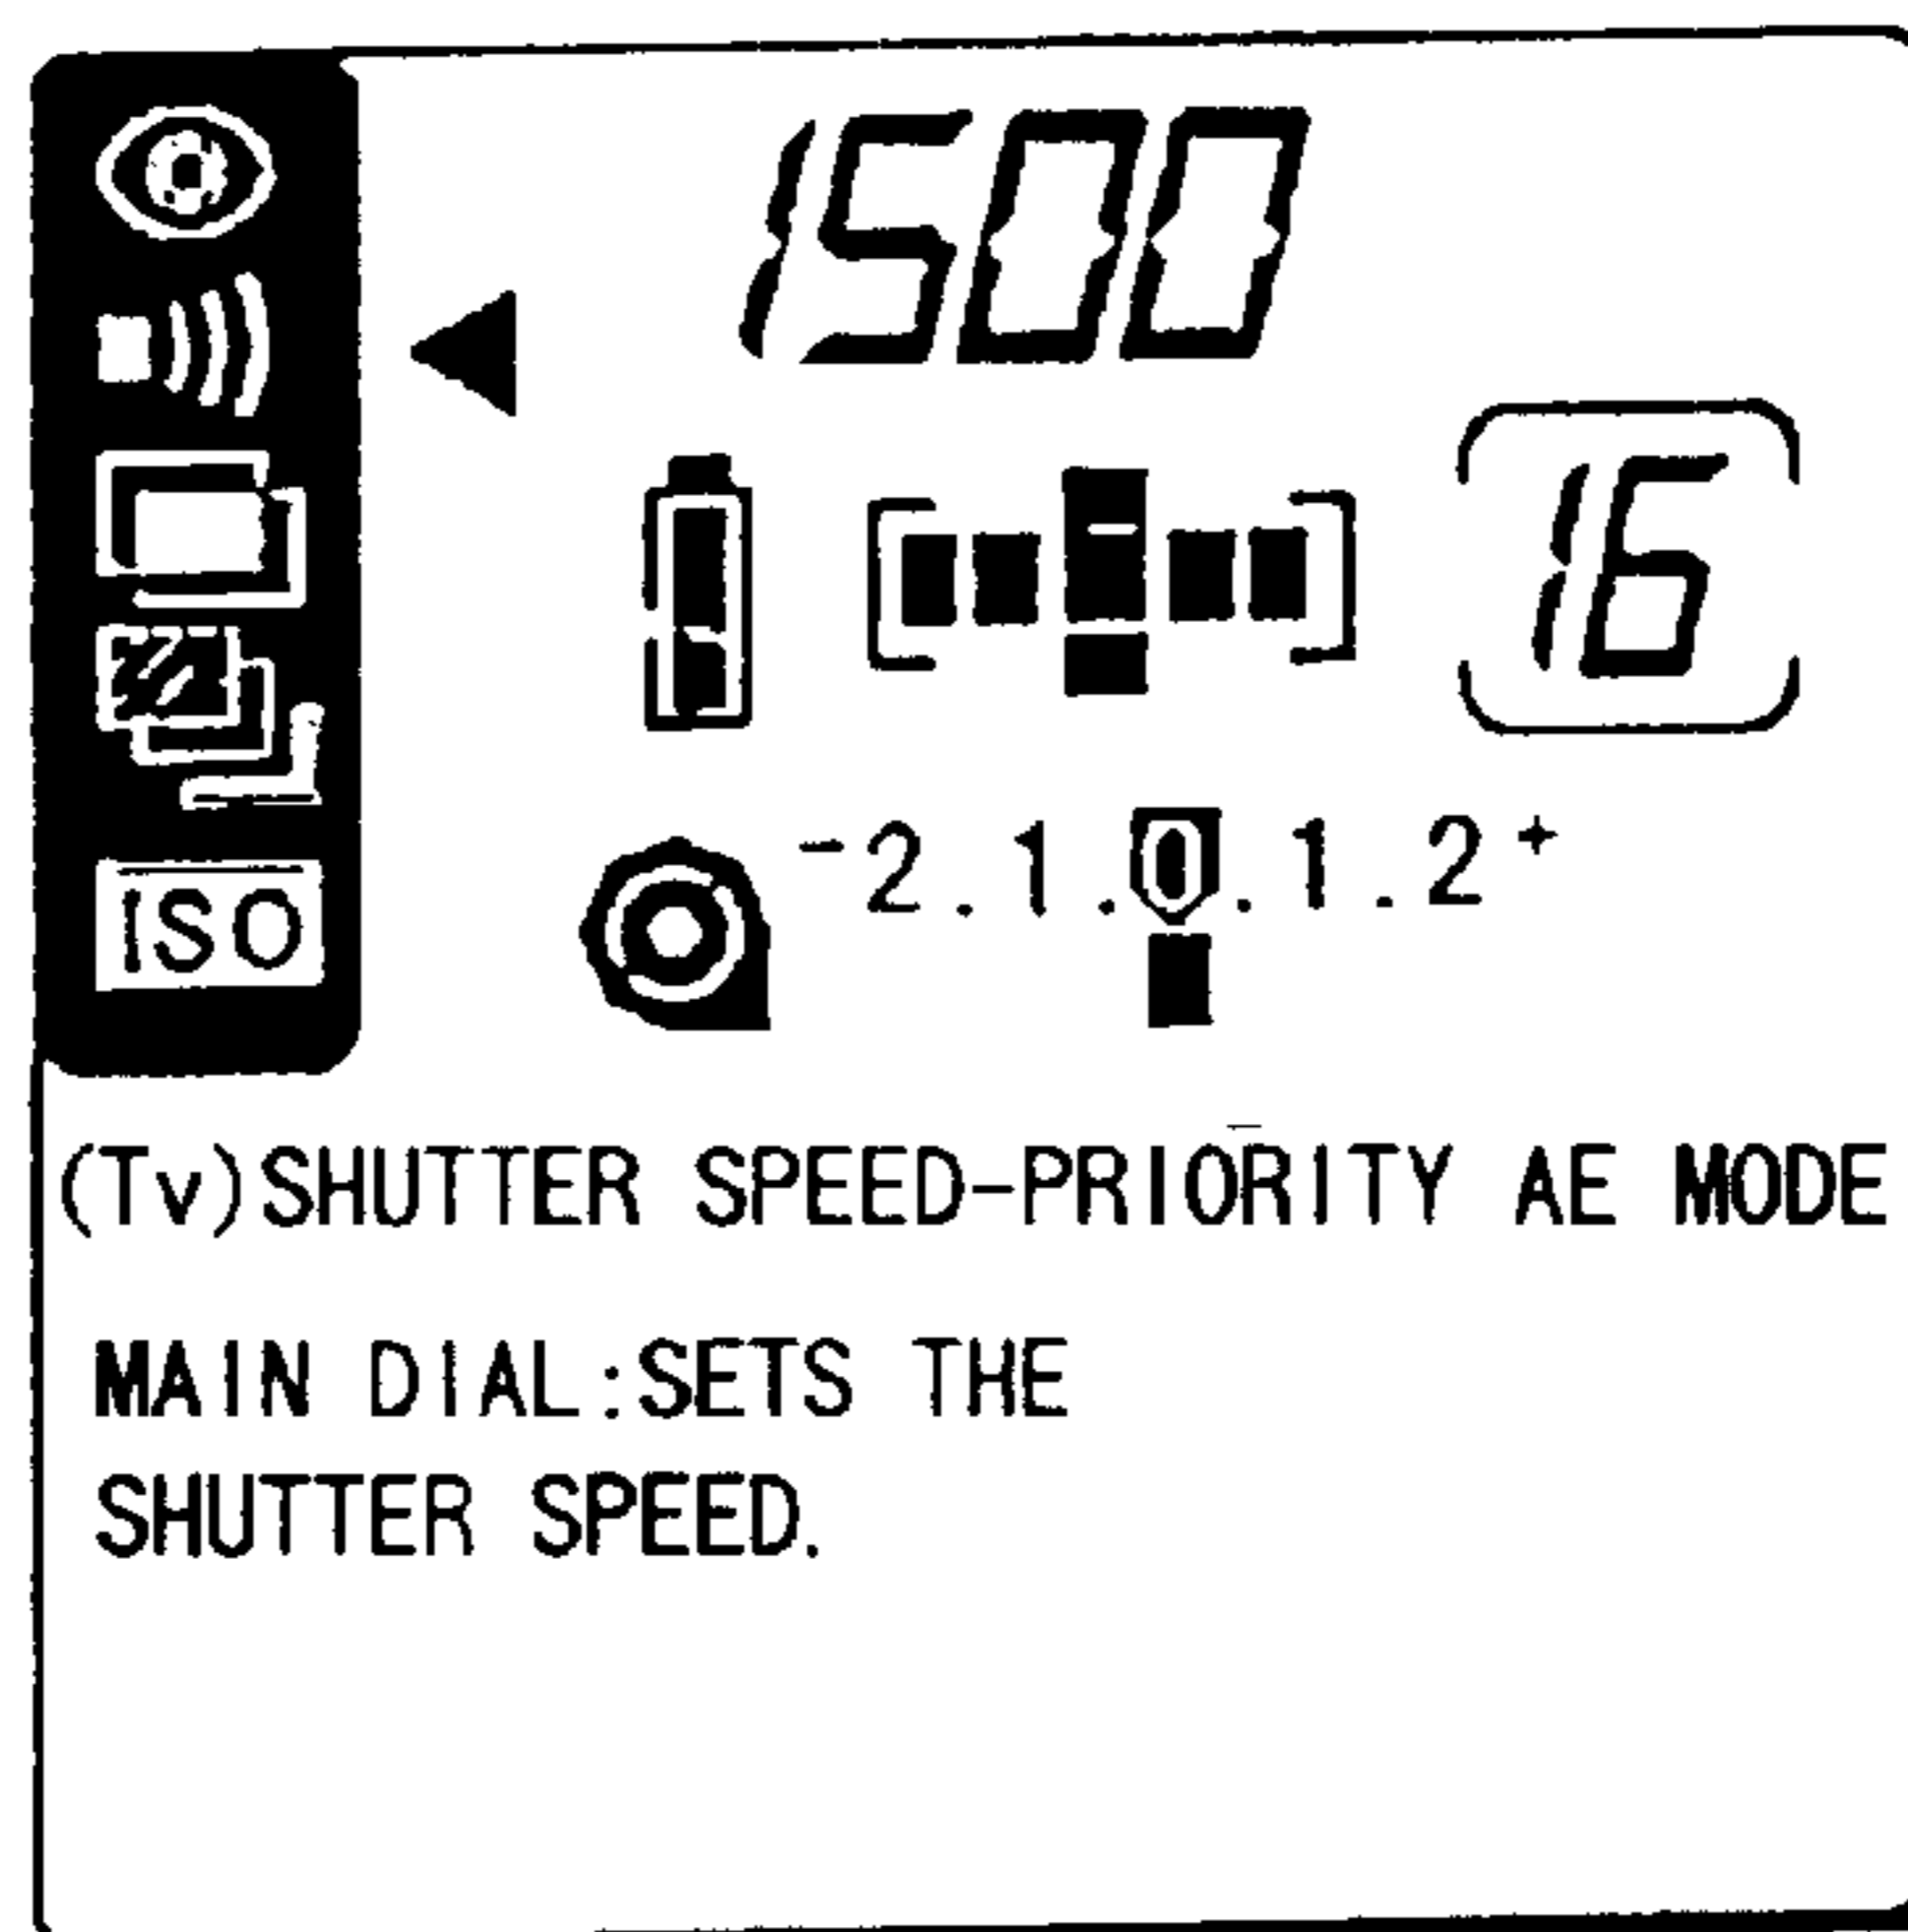 1500
16
-2.1.0.1.2+
ISO
(Tv)SHUTTER SPEED-PRIORITY AE MODE
MAIN DIAL:SETS THE
SHUTTER SPEED.